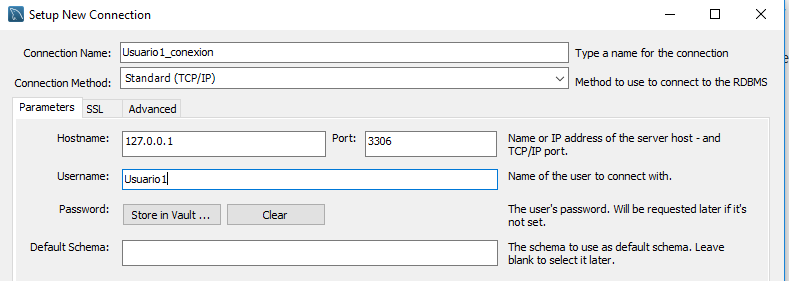 Setup New Connection
Connection Name: Usuario1_conexion Type a name for the connection
Connection Method: Standard (TCP/IP) Method to use to connect to the RDBMS
Parameters SSL Advanced
Hostname: 127.0.0.1 Port: 3306 Name or IP address of the server host - and
TCP/IP port.
Username: Usuario1 Name of the user to connect with.
Password: Store in Vault ... Clear The user's password. Will be requested later if it's
not set.
Default Schema: The schema to use as default schema. Leave
blank to select it later.